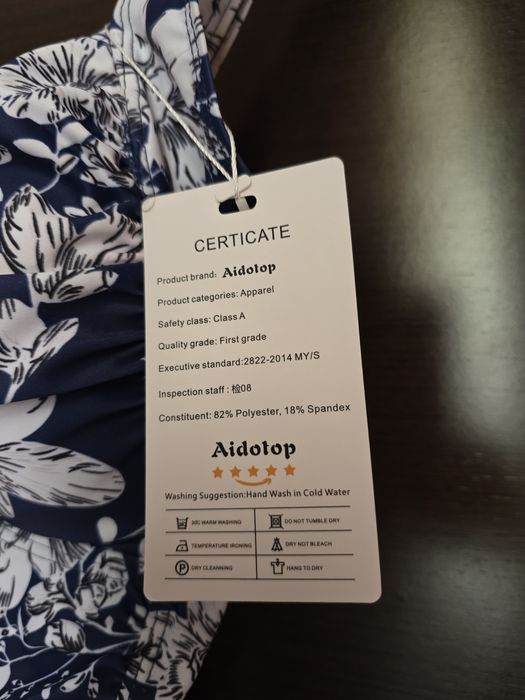 CERTICATE
Product brand: Aidotop
Product categories: Apparel
Safety class: Class A
Quality grade: First grade
Executive standard:2822-2014 MY/S
Inspection staff : 检08
Constituent: 82% Polyester, 18% Spandex
Aidotop
Washing Suggestion:Hand Wash in Cold Water
30C WARM WASHING DO NOT TUMBLE DRY
TEMPERATURE IRONING DRY NOT BLEACH
P DRY CLEANNING HANG TO DRY